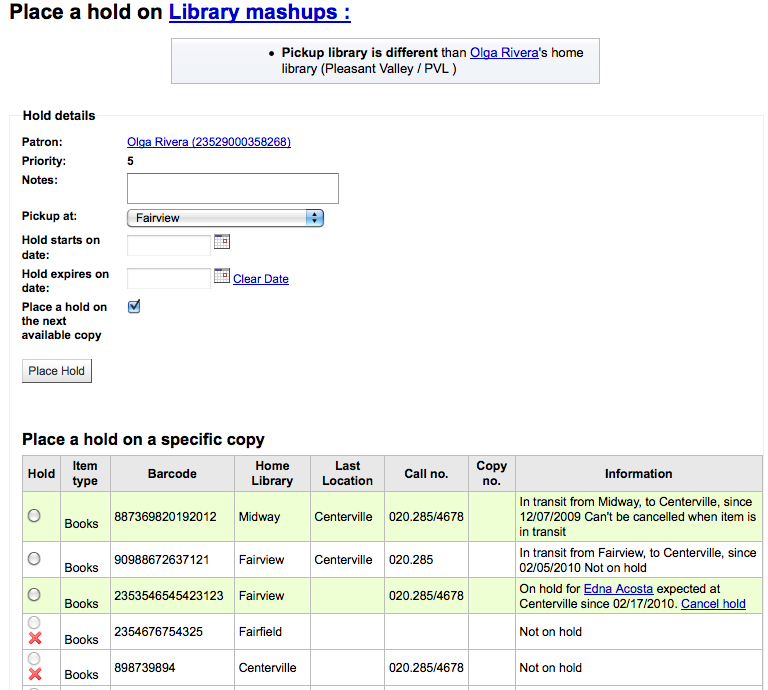 Place a hold on Library mashups :
• Pickup library is different than Olga Rivera's home
library (Pleasant Valley / PVL )
Hold details
Patron: Olga Rivera (23529000358268)
Priority: 5
Notes:
Pickup at: Fairview
Hold starts on
date:
Hold expires on
date: Clear Date
Place a hold on
the next
available copy
Place Hold
Place a hold on a specific copy
Hold Item type Barcode Home Library Last Location Call no. Copy no. Information
Books 887369820192012 Midway Centerville 020.285/4678 In transit from Midway, to Centerville, since
12/07/2009 Can't be cancelled when item is
in transit
Books 90988672637121 Fairview Centerville 020.285 In transit from Fairview, to Centerville, since
02/05/2010 Not on hold
Books 2353546545423123 Fairview 020.285/4678 On hold for Edna Acosta expected at
Centerville since 02/17/2010. Cancel hold
Books 2354676754325 Fairfield Not on hold
Books 898739894 Centerville 020.285/4678 Not on hold